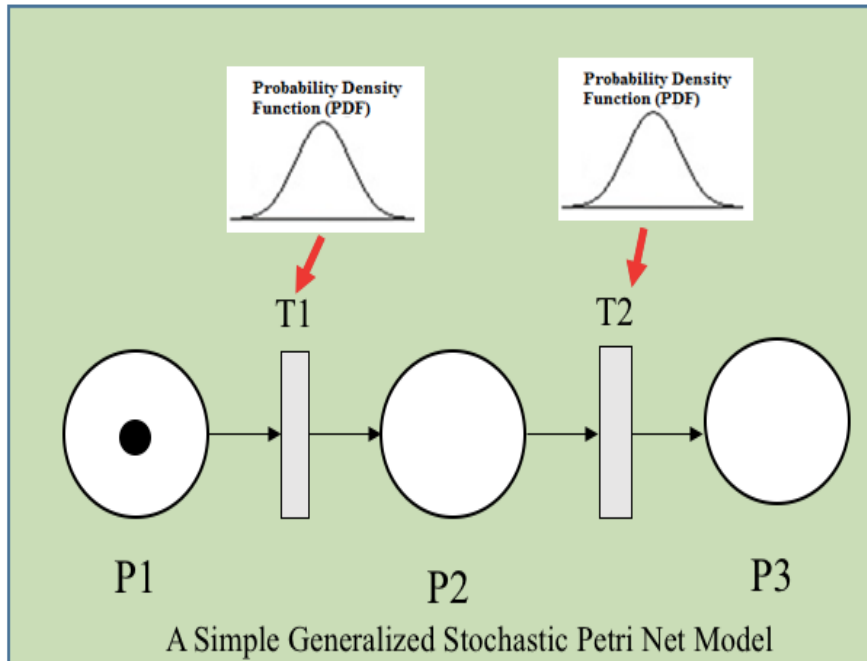 Probability Density
Function (PDF)
Probability Density
Function (PDF)
T1
T2
P1
P2
P3
A Simple Generalized Stochastic Petri Net Model